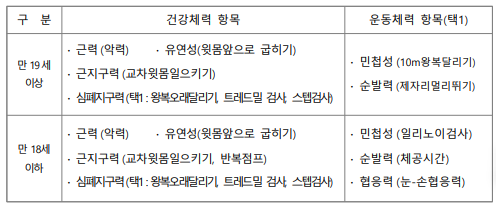 구 분 건강체력 항목 운동체력 항목(택1)
만 19세 이상
· 근력 (악력) · 유연성(윗몸앞으로 굽히기)
· 근지구력 (교차윗몸일으키기)
· 심폐지구력 (택1 : 왕복오래달리기, 트레드밀 검사, 스텝검사)
· 민첩성 (10m왕복달리기)
· 순발력 (제자리멀리뛰기)
만 18세 이하
· 근력 (악력) · 유연성(윗몸앞으로 굽히기)
· 근지구력 (교차윗몸일으키기, 반복점프)
· 심폐지구력 (택1 : 왕복오래달리기, 트레드밀 검사, 스텝검사)
· 민첩성 (일리노이검사)
· 순발력 (체공시간)
· 협응력 (눈-손협응력)